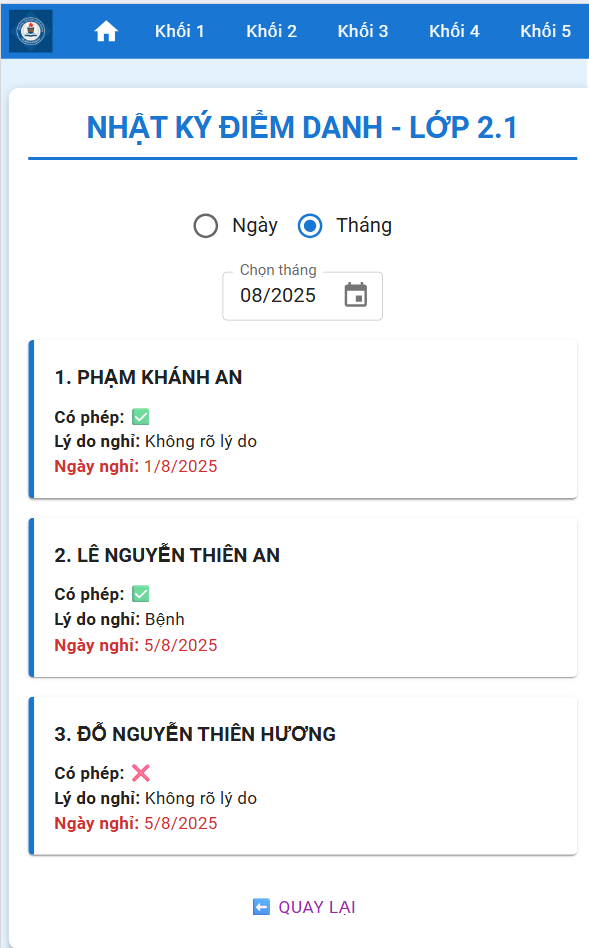 Khối 1 Khối 2 Khối 3 Khối 4 Khối 5
NHẬT KÝ ĐIỂM DANH - LỚP 2.1
Ngày Tháng
Chọn tháng
08/2025
1. PHẠM KHÁNH AN
Có phép: ✅
Lý do nghỉ: Không rõ lý do
Ngày nghỉ: 1/8/2025
2. LÊ NGUYỄN THIÊN AN
Có phép: ✅
Lý do nghỉ: Bệnh
Ngày nghỉ: 5/8/2025
3. ĐỖ NGUYỄN THIÊN HƯƠNG
Có phép: ❌
Lý do nghỉ: Không rõ lý do
Ngày nghỉ: 5/8/2025
⬅️ QUAY LẠI